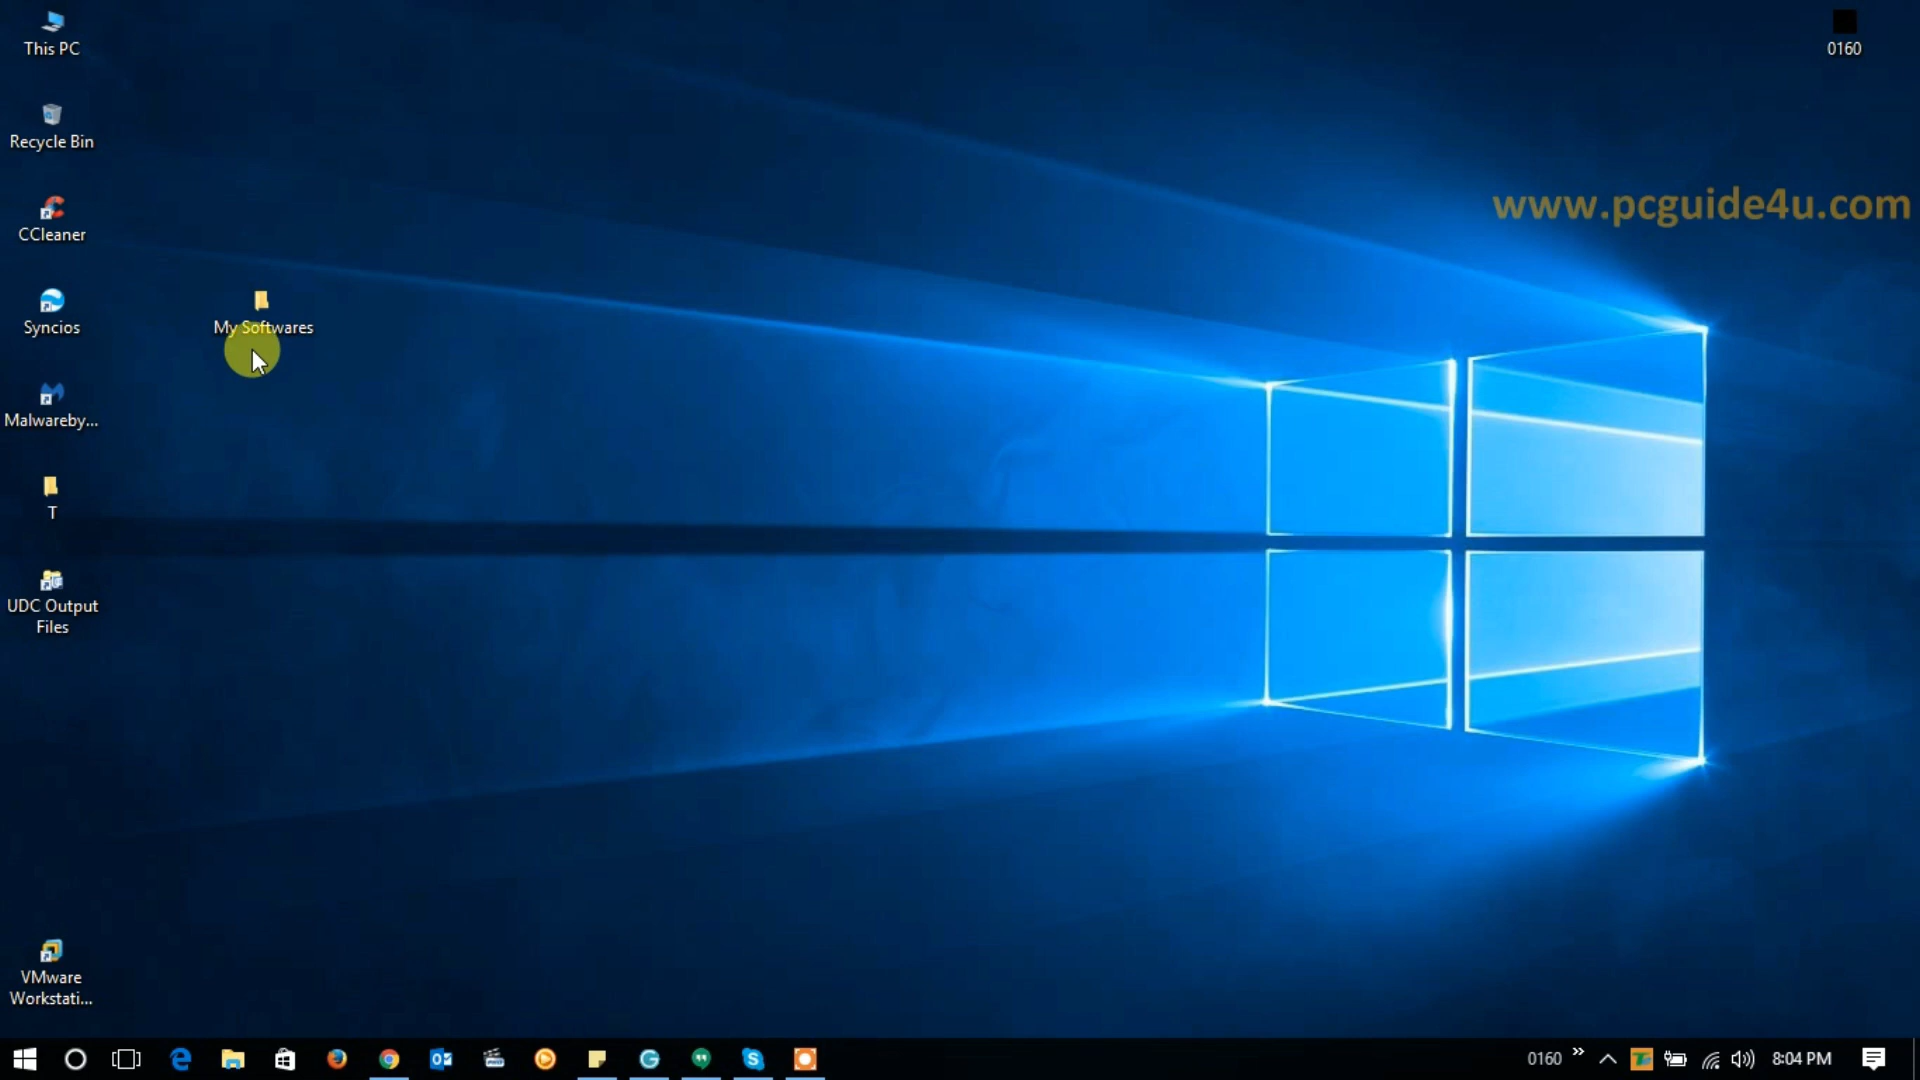 This PC
0160
Recycle Bin
www.pcguide4u.com
CCleaner
Syncios
My Softwares
Malwareby...
T
UDC Output
Files
VMware
Workstati...
0160
8:04 PM